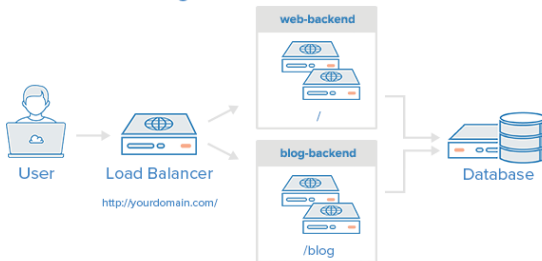 web-backend
/
User
Load Balancer
http://yourdomain.com/
blog-backend
/blog
Database